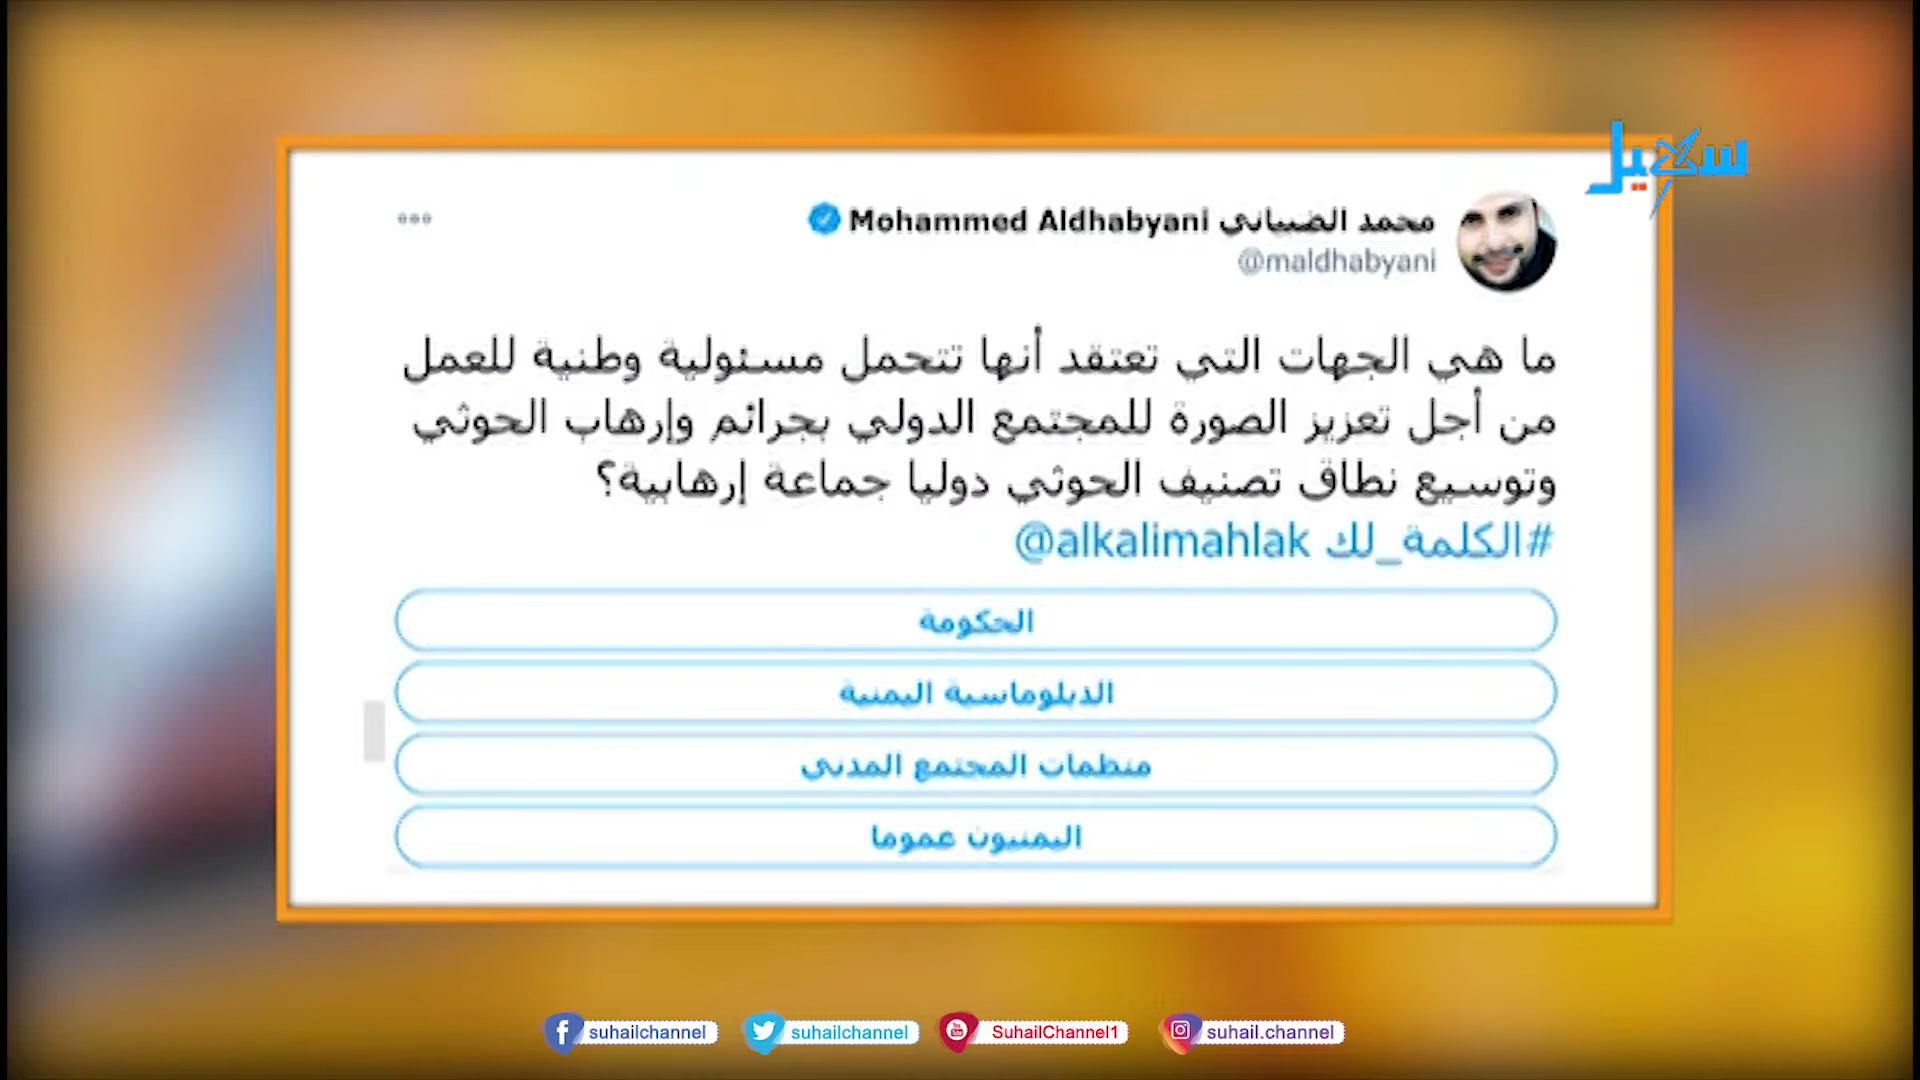 سهيل
محمد الضبياني Mohammed Aldhabyani
@maldhabyani
ما هي الجهات التي تعتقد أنها تتحمل مسئولية وطنية للعمل
من أجل تعزيز الصورة للمجتمع الدولي بجرائم وإرهاب الحوثي
وتوسيع نطاق تصنيف الحوثي دوليا جماعة إرهابية؟
#الكلمة_لك @alkalimahlak
الحكومة
الدبلوماسية اليمنية
منظمات المجتمع المدني
اليمنيون عموما
suhailchannel
suhailchannel
SuhailChannel1
suhail.channel